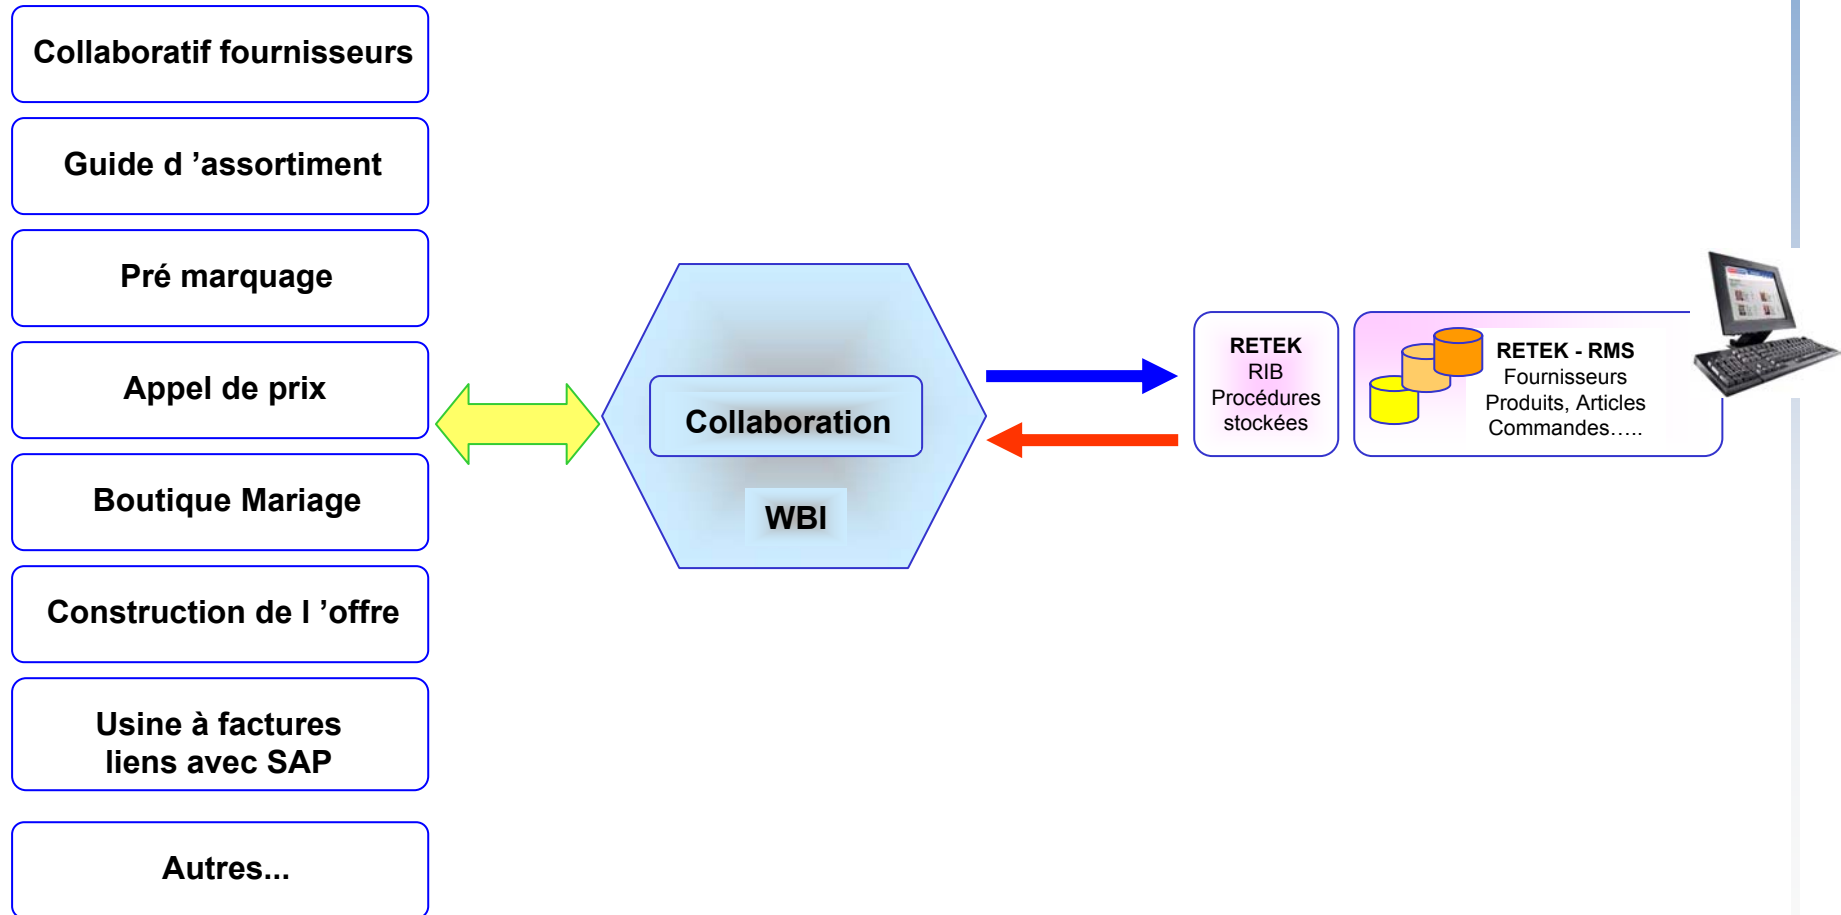 Collaboratif fournisseurs
Guide d ’assortiment
Pré marquage
Appel de prix
Boutique Mariage
Construction de l ’offre
Usine à factures
liens avec SAP
Autres...
Collaboration
WBI
RETEK
RIB
Procédures
stockées
RETEK - RMS
Fournisseurs
Produits, Articles
Commandes…..